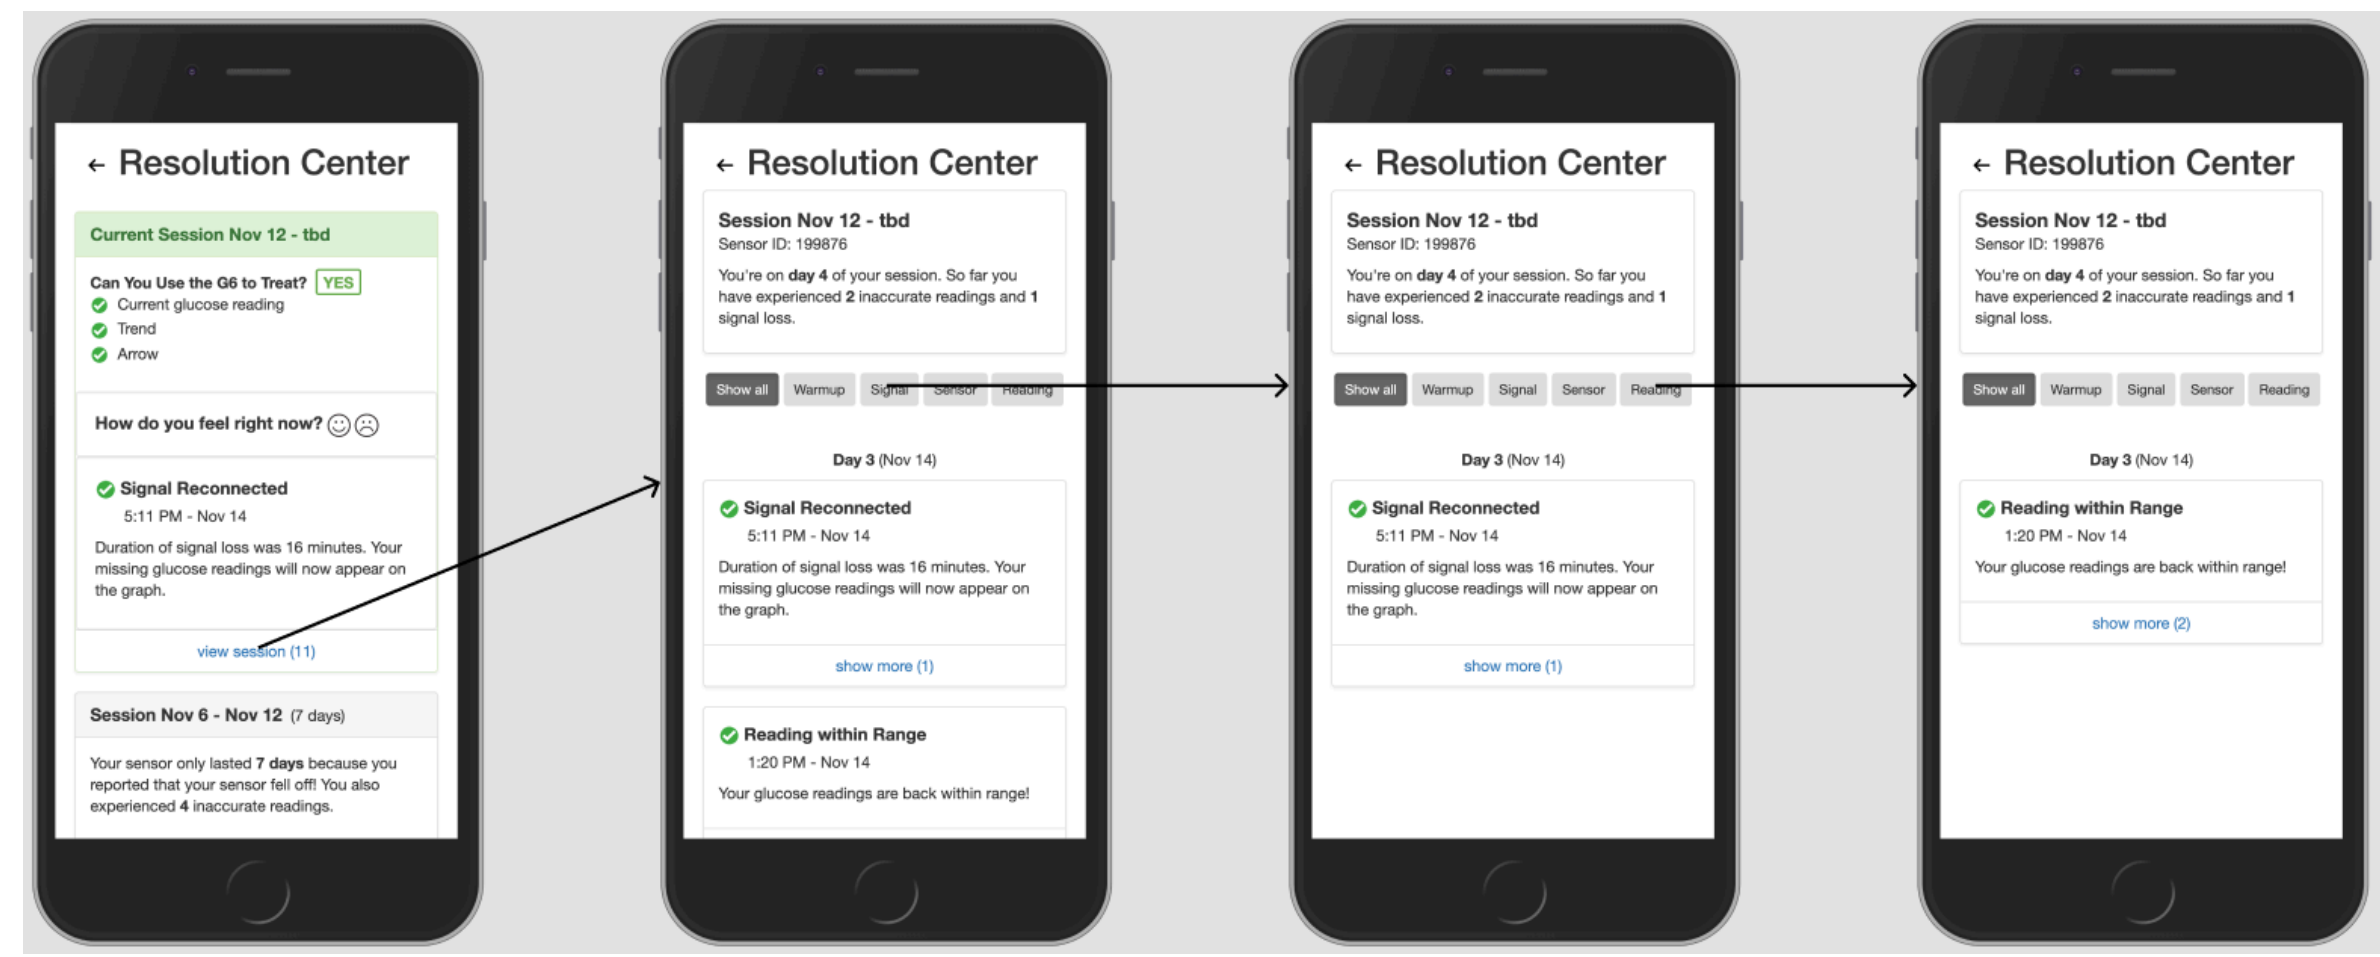 ← Resolution Center
Current Session Nov 12 - tbd
Can You Use the G6 to Treat? YES
Current glucose reading
Trend
Arrow
How do you feel right now?
Signal Reconnected
5:11 PM - Nov 14
Duration of signal loss was 16 minutes. Your
missing glucose readings will now appear on
the graph.
view session (11)
Session Nov 6 - Nov 12 (7 days)
Your sensor only lasted 7 days because you
reported that your sensor fell off! You also
experienced 4 inaccurate readings.
← Resolution Center
Session Nov 12 - tbd
Sensor ID: 199876
You're on day 4 of your session. So far you
have experienced 2 inaccurate readings and 1
signal loss.
Show all Warmup Signal Sensor Reading
Day 3 (Nov 14)
Signal Reconnected
5:11 PM - Nov 14
Duration of signal loss was 16 minutes. Your
missing glucose readings will now appear on
the graph.
show more (1)
Reading within Range
1:20 PM - Nov 14
Your glucose readings are back within range!
← Resolution Center
Session Nov 12 - tbd
Sensor ID: 199876
You're on day 4 of your session. So far you
have experienced 2 inaccurate readings and 1
signal loss.
Show all Warmup Signal Sensor Reading
Day 3 (Nov 14)
Signal Reconnected
5:11 PM - Nov 14
Duration of signal loss was 16 minutes. Your
missing glucose readings will now appear on
the graph.
show more (1)
← Resolution Center
Session Nov 12 - tbd
Sensor ID: 199876
You're on day 4 of your session. So far you
have experienced 2 inaccurate readings and 1
signal loss.
Show all Warmup Signal Sensor Reading
Day 3 (Nov 14)
Reading within Range
1:20 PM - Nov 14
Your glucose readings are back within range!
show more (2)